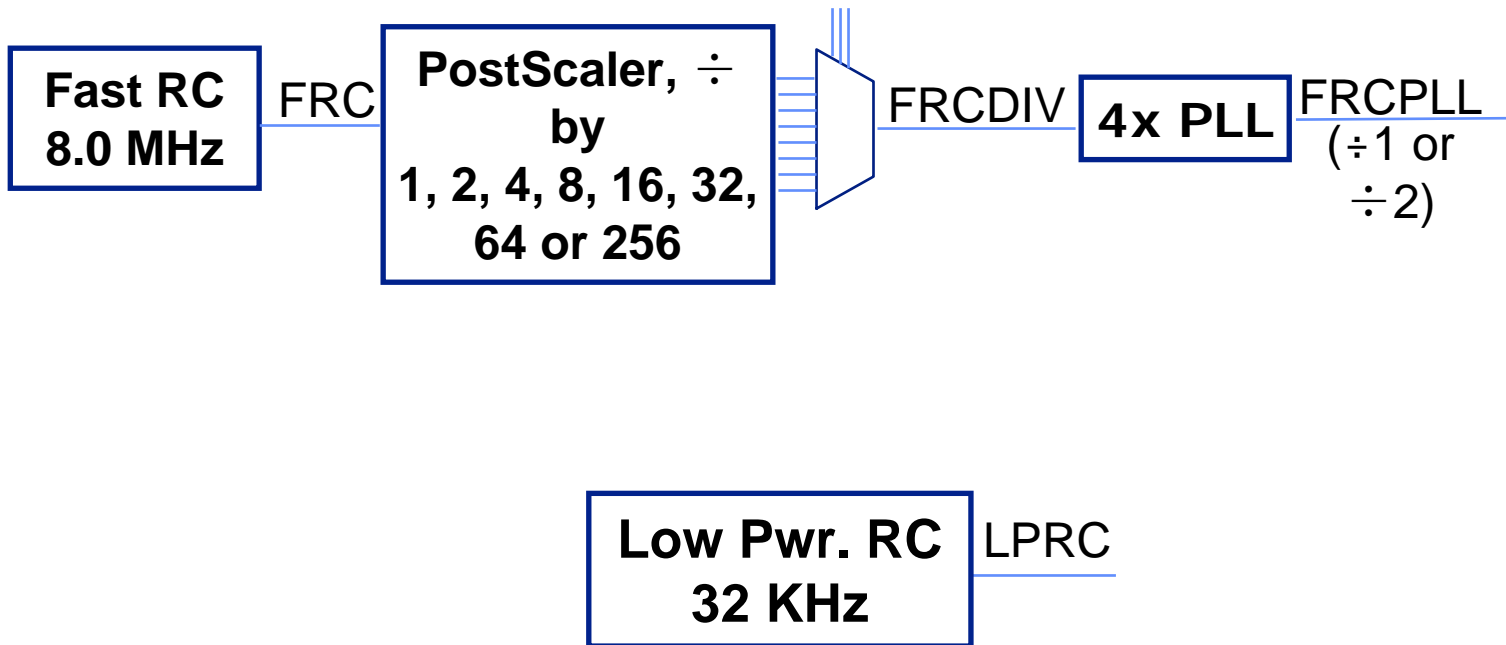 Fast RC
8.0 MHz
FRC
PostScaler, ÷
by
1, 2, 4, 8, 16, 32,
64 or 256
FRCDIV
4x PLL
FRCPLL
(÷1 or
÷2)
Low Pwr. RC
32 KHz
LPRC